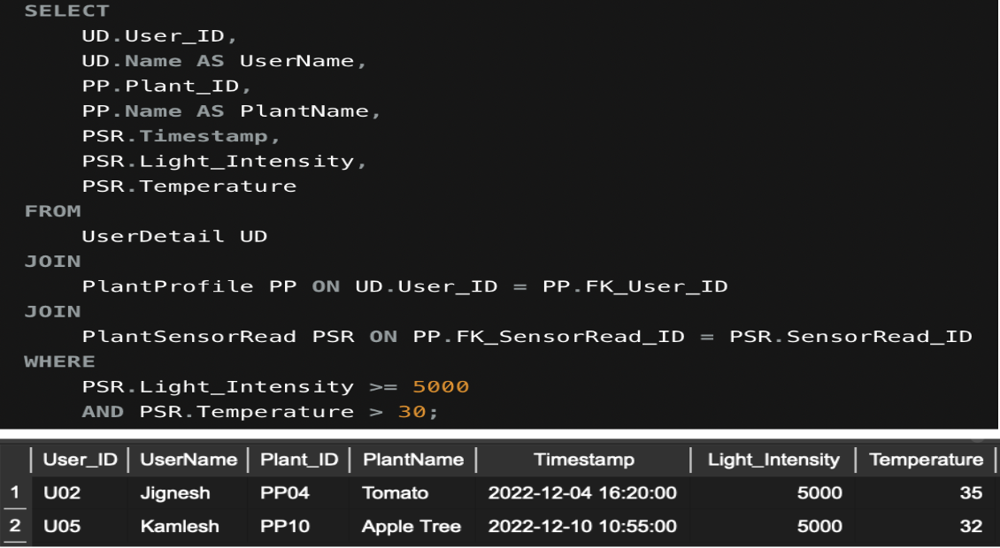 SELECT
UD.User_ID,
UD.Name AS UserName,
PP.Plant_ID,
PP.Name AS PlantName,
PSR.Timestamp,
PSR.Light_Intensity,
PSR.Temperature
FROM
UserDetail UD
JOIN
PlantProfile PP ON UD.User_ID = PP.FK_User_ID
JOIN
PlantSensorRead PSR ON PP.FK_SensorRead_ID = PSR.SensorRead_ID
WHERE
PSR.Light_Intensity >= 5000
AND PSR.Temperature > 30;
User_ID UserName Plant_ID PlantName Timestamp Light_Intensity Temperature
1 U02 Jignesh PP04 Tomato 2022-12-04 16:20:00 5000 35
2 U05 Kamlesh PP10 Apple Tree 2022-12-10 10:55:00 5000 32